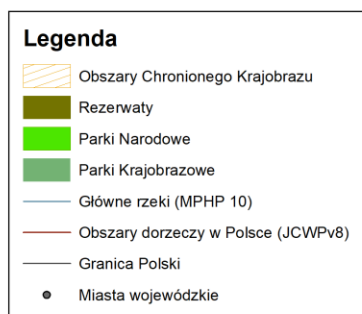 Legenda
Obszary Chronionego Krajobrazu
Rezerwaty
Parki Narodowe
Parki Krajobrazowe
Główne rzeki (MPHP 10)
Obszary dorzeczy w Polsce (JCWPv8)
Granica Polski
Miasta wojewódzkie